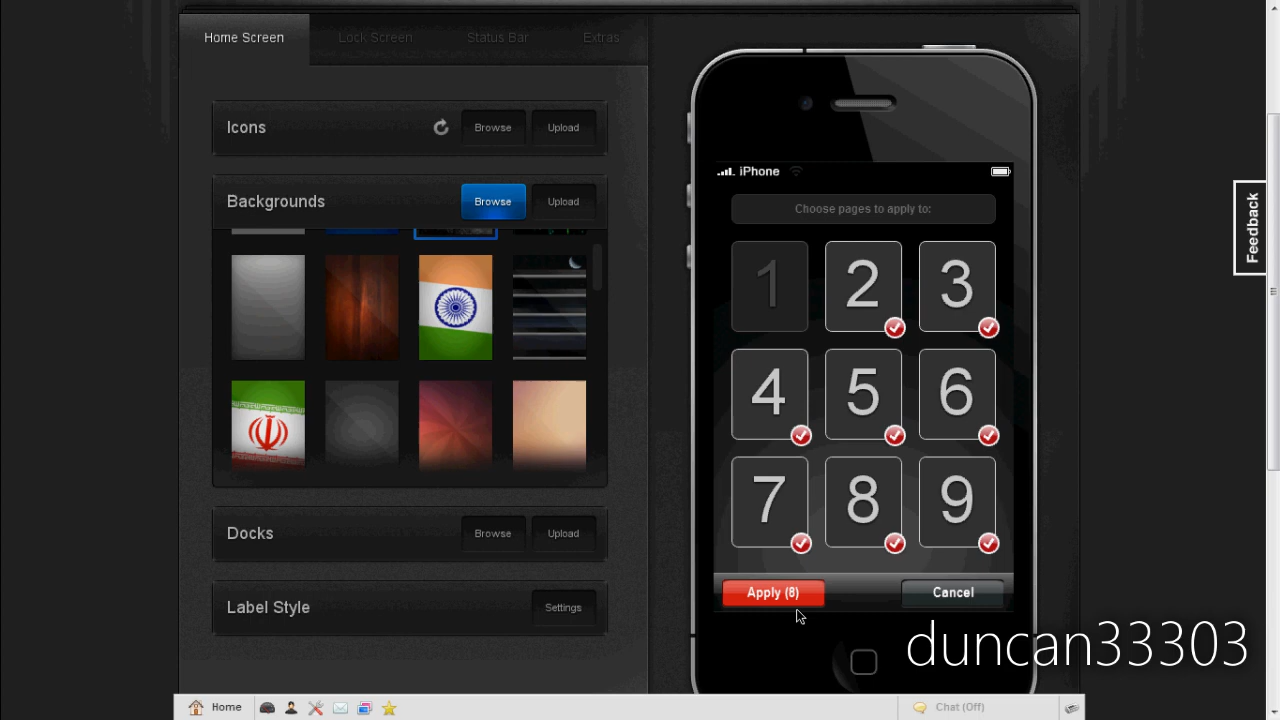 Home Screen Lock Screen Status Bar Extras
Icons Browse Upload
Backgrounds Browse Upload
Docks Browse Upload
Label Style Settings
iPhone
Choose pages to apply to:
1 2 3
4 5 6
7 8 9
Apply (8) Cancel
Feedback
duncan33303
Home Chat (Off)